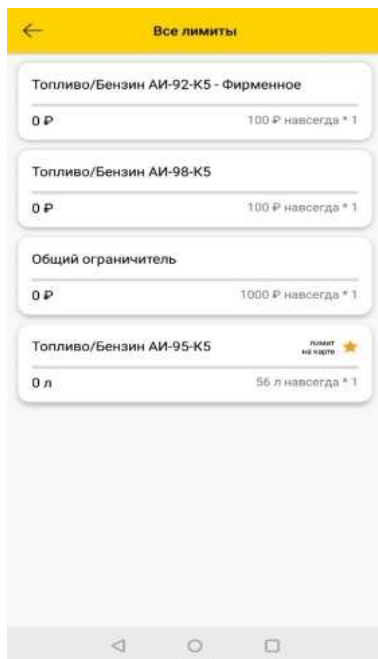 Все лимиты
Топливо/Бензин АИ-92-К5 - Фирменное
0 ₽ 100 ₽ навсегда * 1
Топливо/Бензин АИ-98-К5
0 ₽ 100 ₽ навсегда * 1
Общий ограничитель
0 ₽ 1000 ₽ навсегда * 1
Топливо/Бензин АИ-95-К5 лимит
на карте
0 л 56 л навсегда * 1